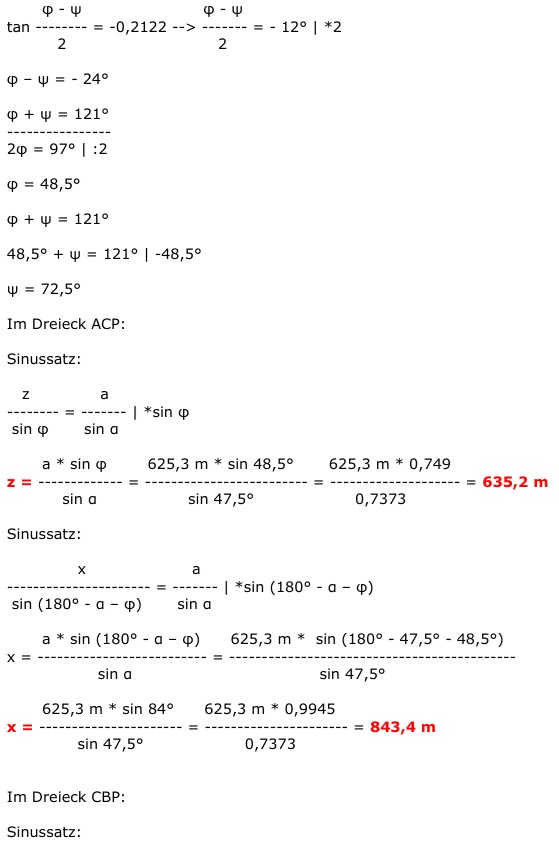 φ - ψ φ - ψ
tan -------- = -0,2122 --> ------- = - 12° | *2
2 2
φ – ψ = - 24°
φ + ψ = 121°
----------------
2φ = 97° | :2
φ = 48,5°
φ + ψ = 121°
48,5° + ψ = 121° | -48,5°
ψ = 72,5°
Im Dreieck ACP:
Sinussatz:
z a
-------- = ------- | *sin φ
sin φ sin α
a * sin φ 625,3 m * sin 48,5° 625,3 m * 0,749
z = ------------- = ------------------------- = --------------------- = 635,2 m
sin α sin 47,5° 0,7373
Sinussatz:
x a
---------------------- = ------- | *sin (180° - α – φ)
sin (180° - α – φ) sin α
a * sin (180° - α – φ) 625,3 m * sin (180° - 47,5° - 48,5°)
x = -------------------------- = --------------------------------------------
sin α sin 47,5°
625,3 m * sin 84° 625,3 m * 0,9945
x = ---------------------- = ---------------------- = 843,4 m
sin 47,5° 0,7373
Im Dreieck CBP:
Sinussatz: